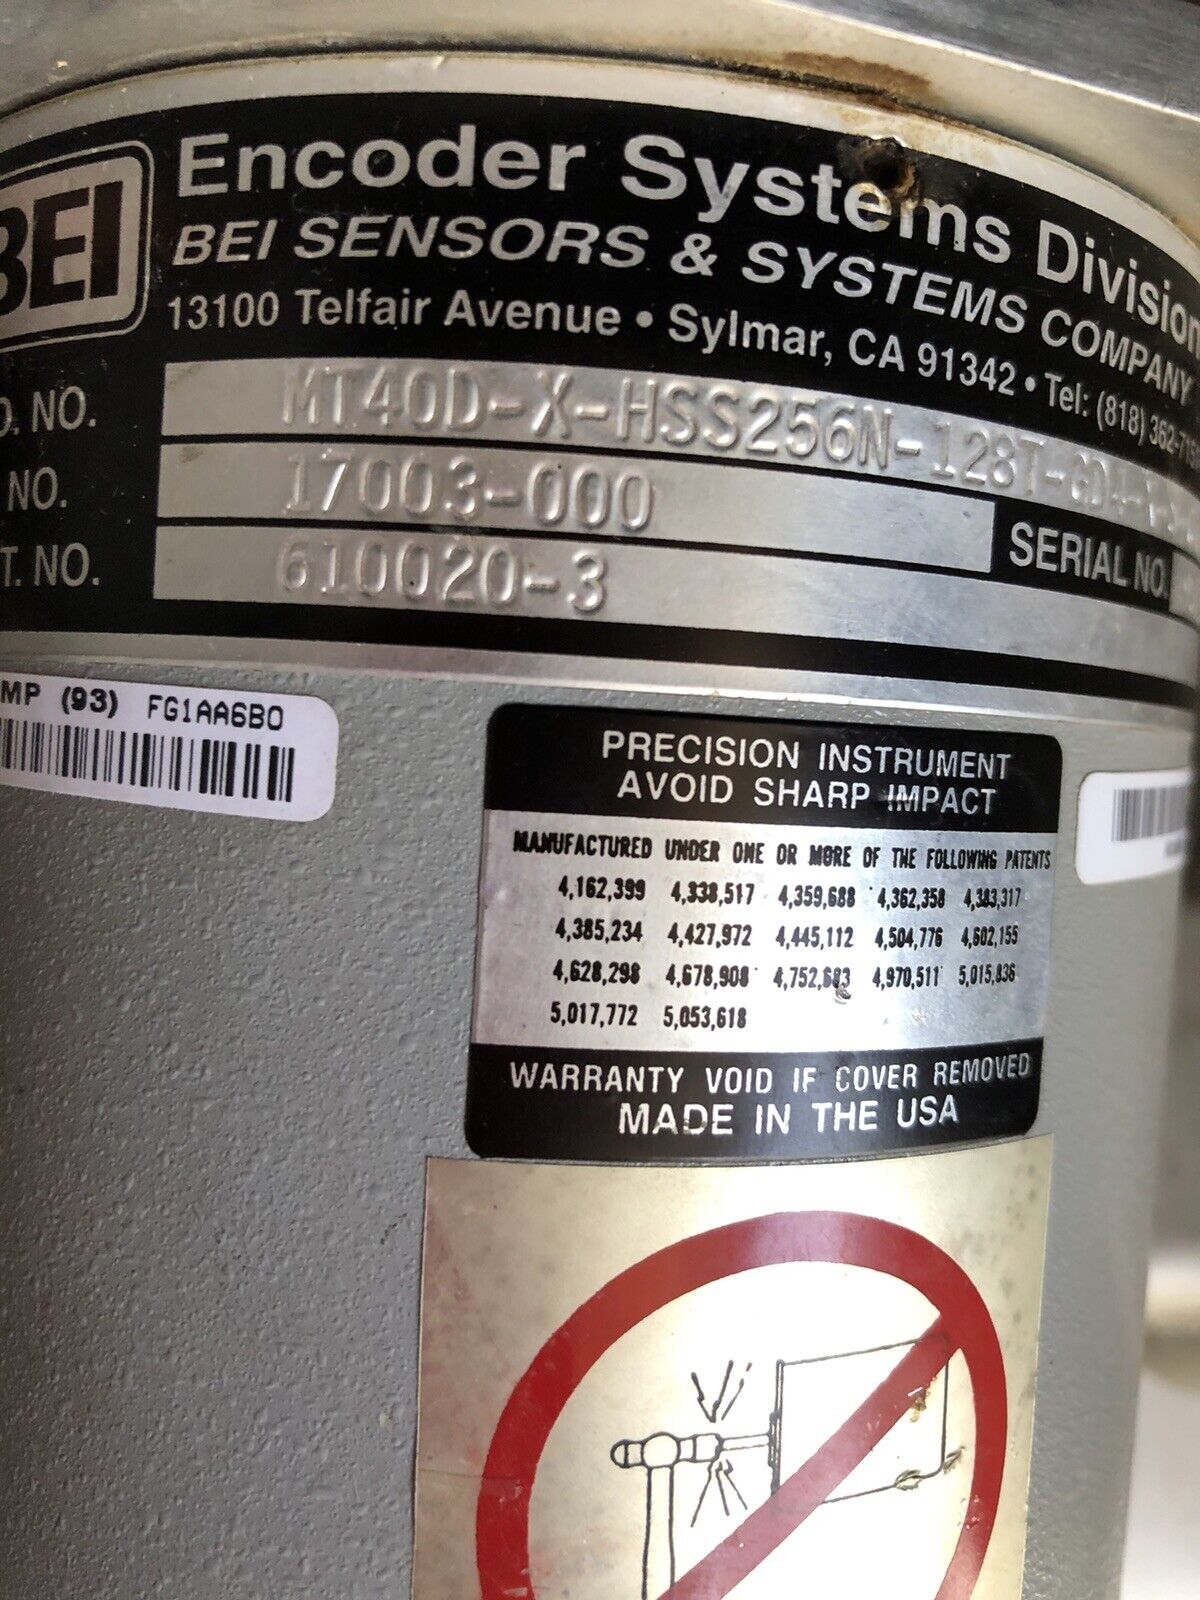 BEI
Encoder Systems Division
BEI SENSORS & SYSTEMS COMPANY
13100 Telfair Avenue • Sylmar, CA 91342 • Tel: (818)
NO. MT40D-X-HSS256N-128T-
NO. 17003-000 SERIAL NO.
NO. 610020-3
MP (93) FG1AA6B0
PRECISION INSTRUMENT
AVOID SHARP IMPACT
MANUFACTURED UNDER ONE OR MORE OF THE FOLLOWING PATENTS
4,162,399 4,338,517 4,359,688 4,362,358 4,383,317
4,385,234 4,427,972 4,445,112 4,504,776 4,602,155
4,628,298 4,678,908 4,752,683 4,970,511 5,015,836
5,017,772 5,053,618
WARRANTY VOID IF COVER REMOVED
MADE IN THE USA